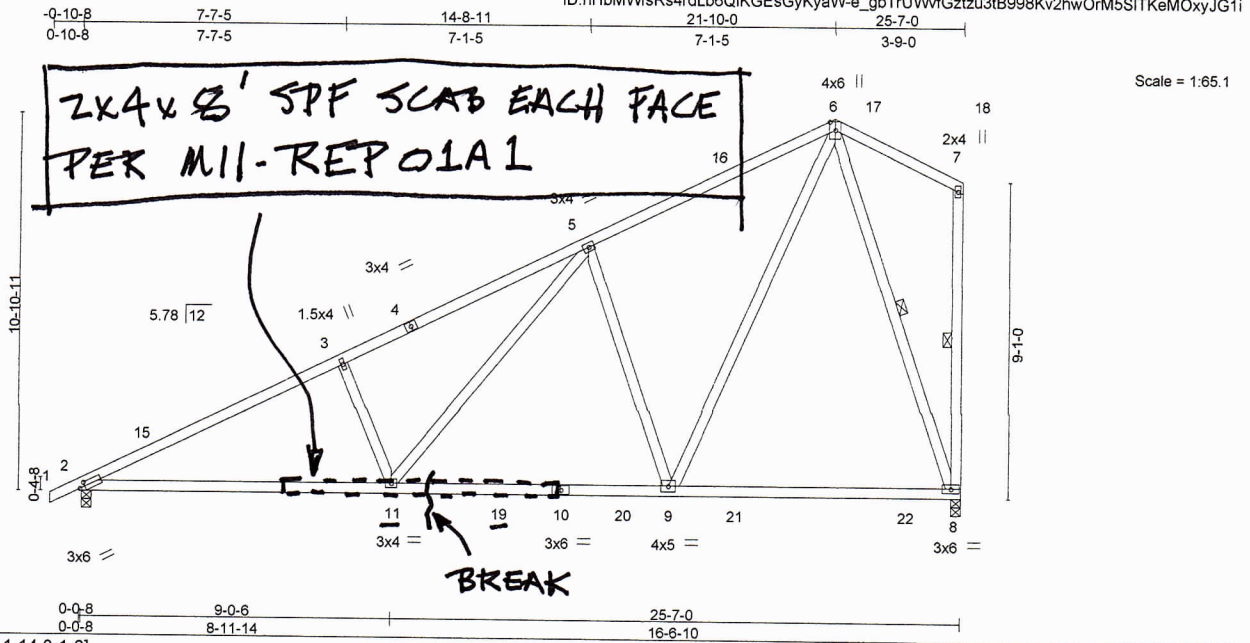 -0-10-8 7-7-5 14-8-11 21-10-0 25-7-0
0-10-8 7-7-5 7-1-5 7-1-5 3-9-0
Scale = 1:65.1
2x4x8' SPF SCAB EACH FACE
PER MII-REP01A1
4x6 ||
6 17 18
2x4 ||
7
16
3x4
5
3x4
4
5.78 12
1.5x4
3
10-10-11
9-1-0
15
2
1
0-4-8
11 19 10 20 9 21 22 8
3x4 = 3x6 = 4x5 = 3x6 =
3x6
BREAK
0-0-8 9-0-6 25-7-0
0-0-8 8-11-14 16-6-10